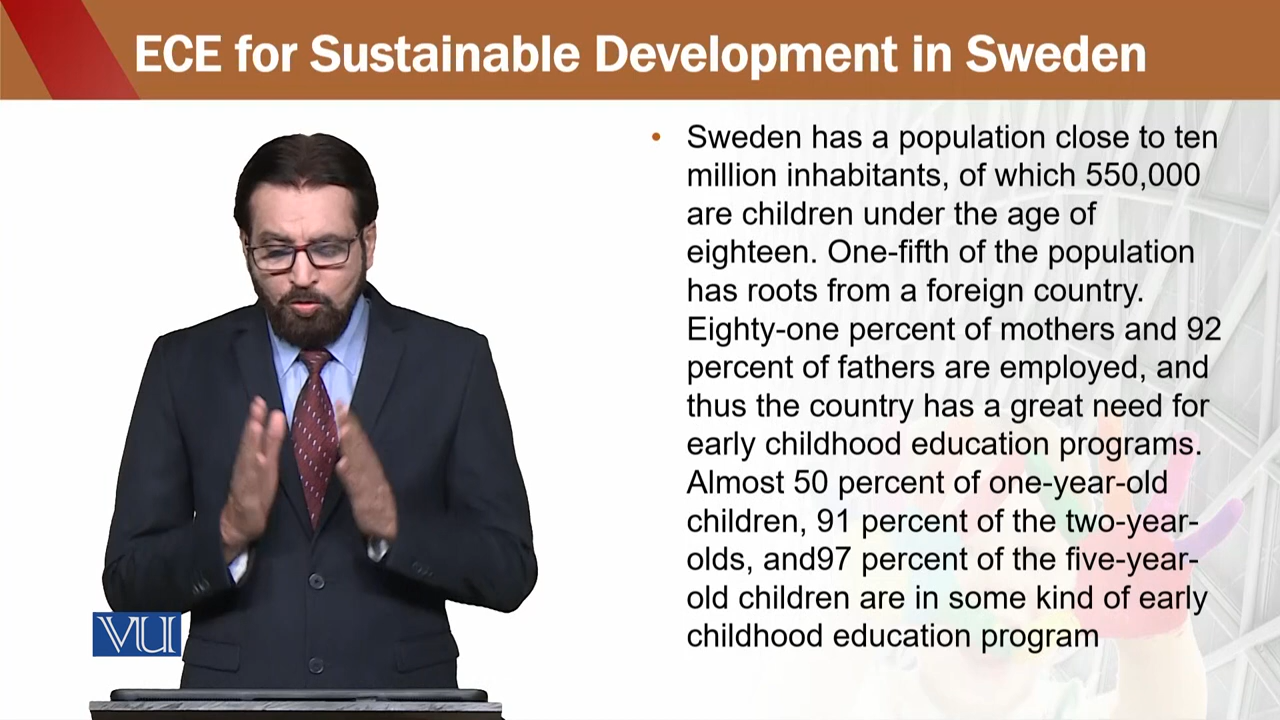 ECE for Sustainable Development in Sweden
• Sweden has a population close to ten
million inhabitants, of which 550,000
are children under the age of
eighteen. One-fifth of the population
has roots from a foreign country.
Eighty-one percent of mothers and 92
percent of fathers are employed, and
thus the country has a great need for
early childhood education programs.
Almost 50 percent of one-year-old
children, 91 percent of the two-year-
olds, and97 percent of the five-year-
old children are in some kind of early
childhood education program
VU